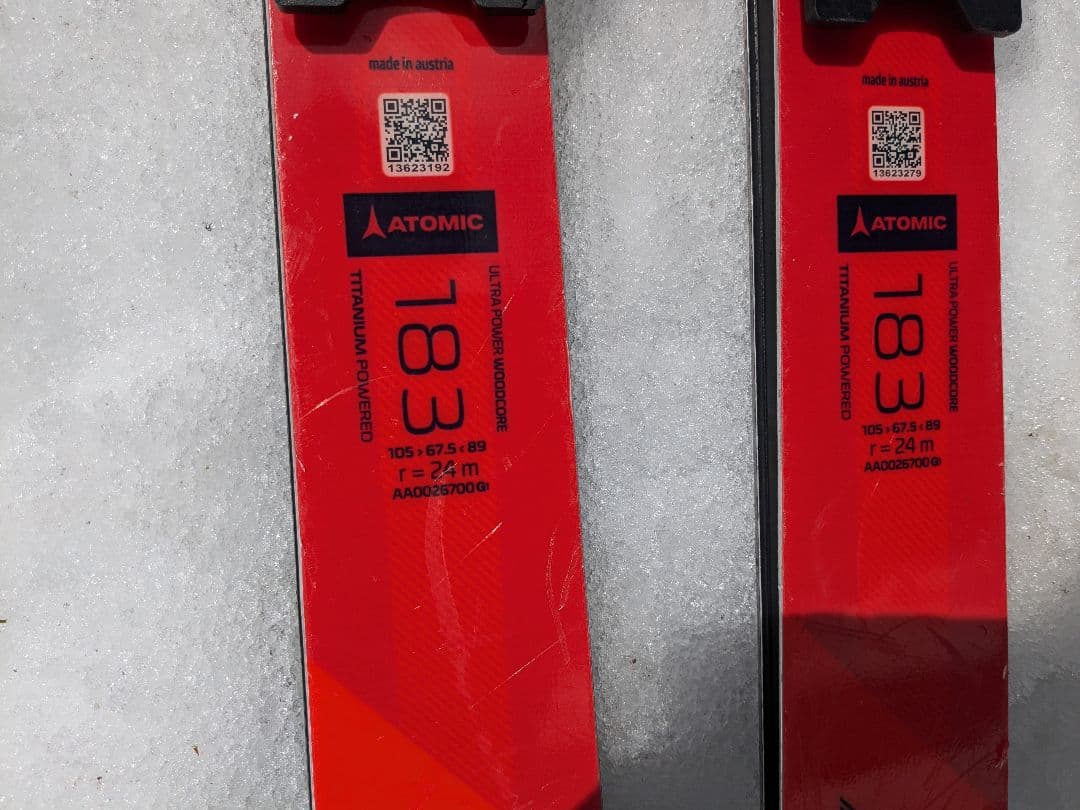 made in austria
13623192
ATOMIC
TITANIUM POWERED
183
ULTRA POWER WOODCORE
105 › 67.5 ‹ 89
r = 24 m
AA0026700 G
made in austria
13623279
ATOMIC
TITANIUM POWERED
183
ULTRA POWER WOODCORE
105 › 67.5 ‹ 89
r = 24 m
AA0026700 G